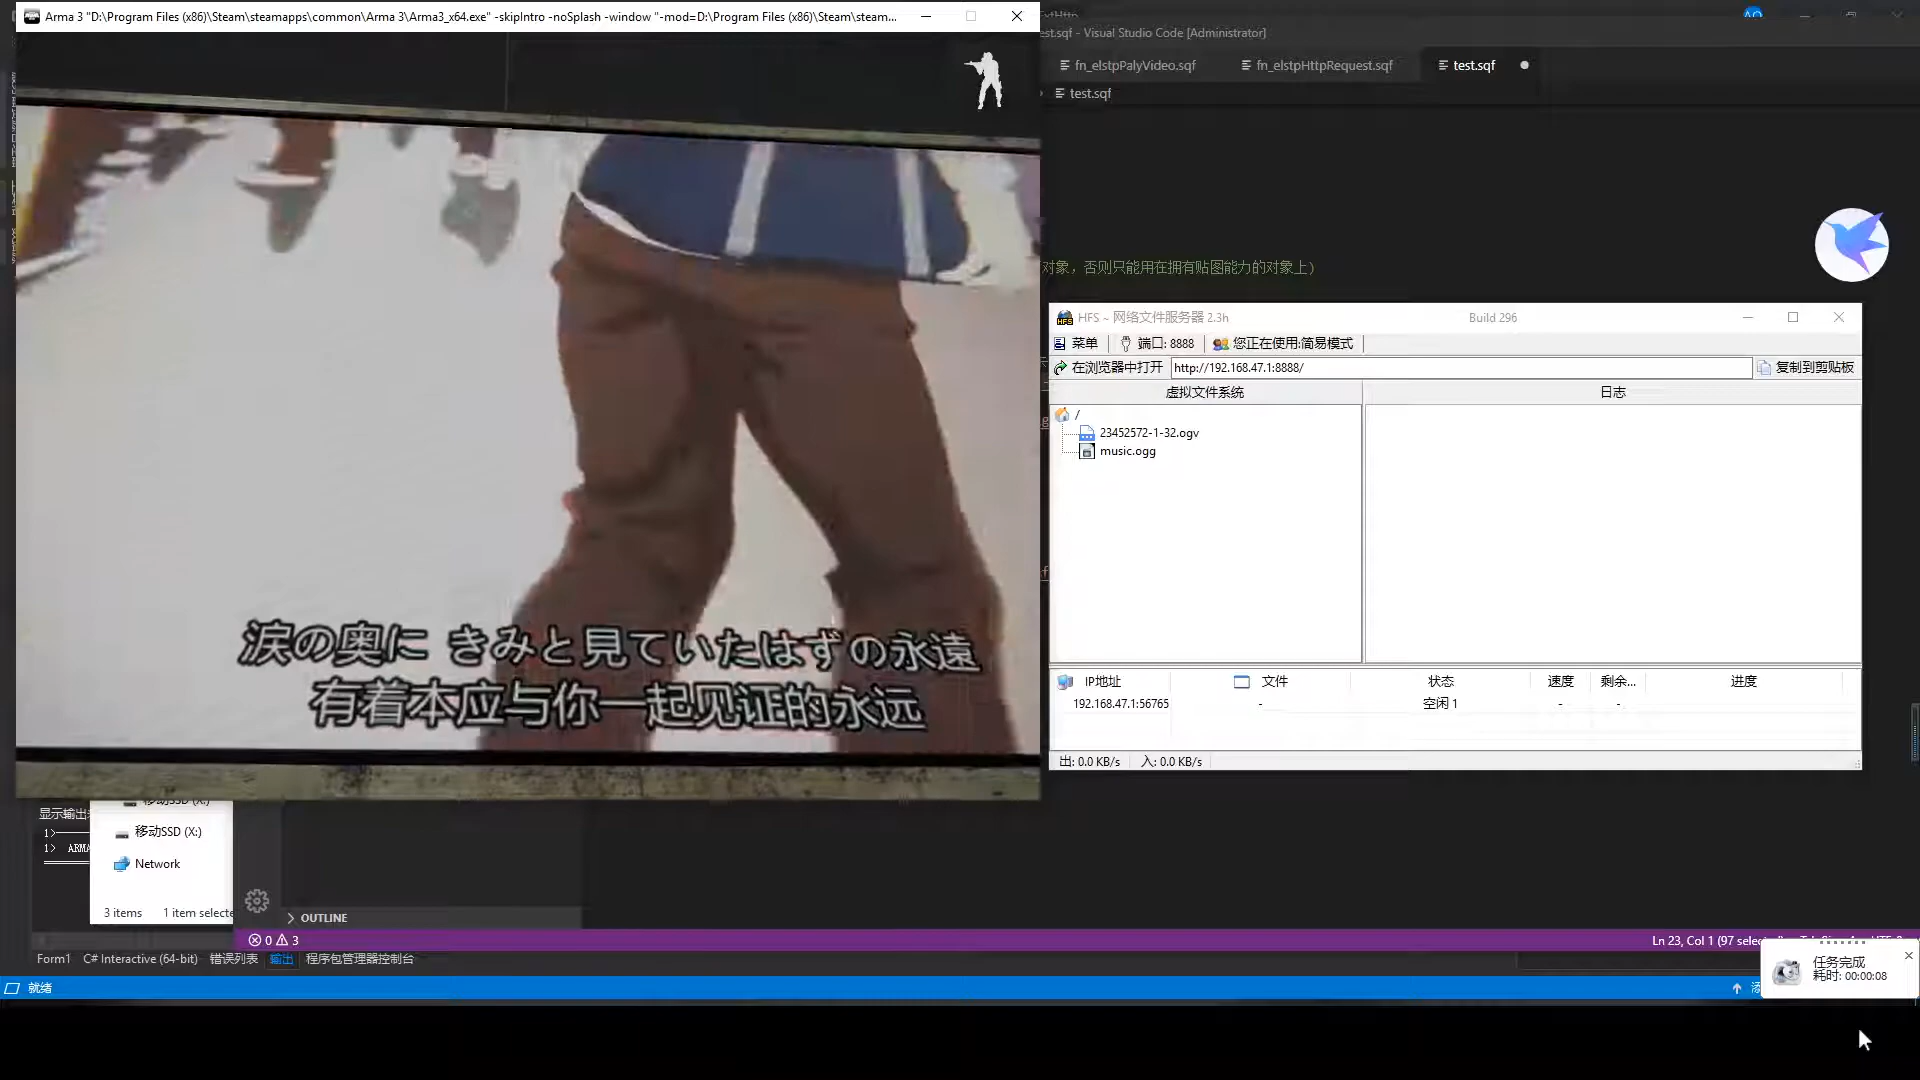 Arma 3 "D:\Program Files (x86)\Steam\steamapps\common\Arma 3\Arma3_x64.exe" -skipIntro -noSplash -window "-mod=D:\Program Files (x86)\Steam\steam...
test.sqf - Visual Studio Code [Administrator]
fn_elstpPalyVideo.sqf
fn_elstpHttpRequest.sqf
test.sqf
test.sqf
对象，否则只能用在拥有贴图能力的对象上)
HFS ~ 网络文件服务器 2.3h
Build 296
菜单
端口: 8888
您正在使用:简易模式
在浏览器中打开
http://192.168.47.1:8888/
复制到剪贴板
虚拟文件系统
日志
/
23452572-1-32.ogv
music.ogg
涙の奥に きみと見ていたはずの永遠
有着本应与你一起见证的永远
IP地址
文件
状态
速度
剩余...
进度
192.168.47.1:56765
-
空闲 1
-
-
出: 0.0 KB/s
入: 0.0 KB/s
移动SSD (X:)
显示输出
1>
移动SSD (X:)
1> ARMA
Network
3 items
1 item selecte
OUTLINE
0
3
Ln 23, Col 1 (97 selec
Form1
C# Interactive (64-bit)
错误列表
输出
程序包管理器控制台
任务完成
耗时: 00:00:08
就绪